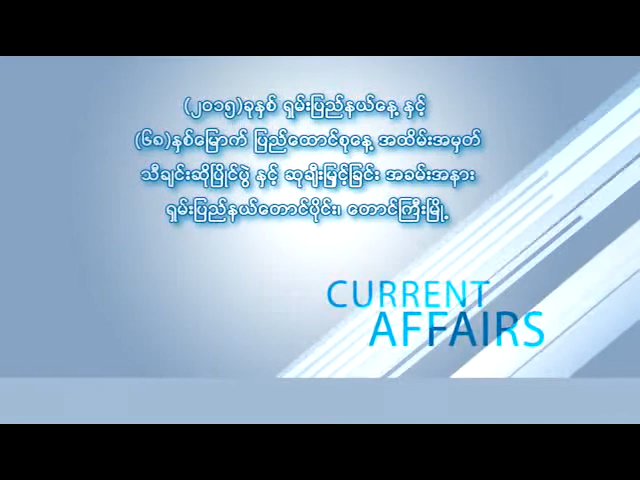 (၂၀၁၅)ခုနှစ် ရှမ်းပြည်နယ်နေ့ နှင့်
(၆၈)နှစ်မြောက် ပြည်ထောင်စုနေ့ အထိမ်းအမှတ်
သီချင်းဆိုပြိုင်ပွဲ နှင့် ဆုချီးမြှင့်ခြင်း အခမ်းအနား
ရှမ်းပြည်နယ်တောင်ပိုင်း၊ တောင်ကြီးမြို့
CURRENT
AFFAIRS